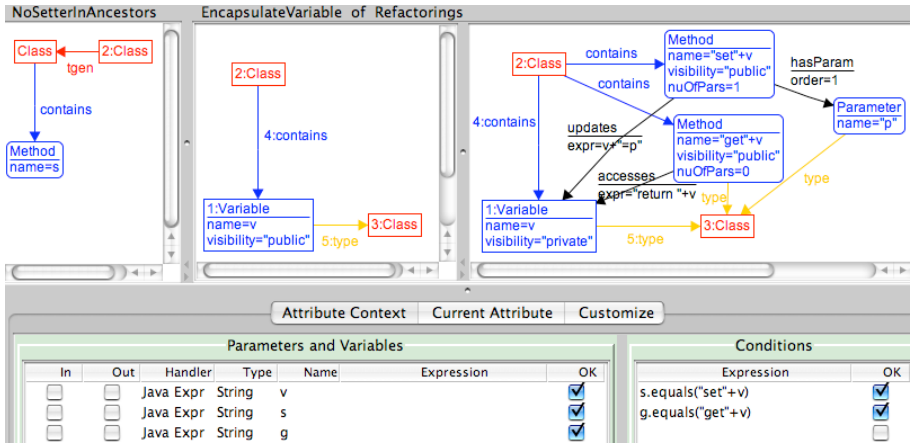 NoSetterInAncestors
EncapsulateVariable of Refactorings
Class
2:Class
tgen
contains
Method
name=s
2:Class
4:contains
1:Variable
name=v
visibility="public"
5:type
3:Class
2:Class
contains
contains
Method
name="set"+v
visibility="public"
nuOfPars=1
hasParam
order=1
Parameter
name="p"
4:contains
updates
expr=v+"=p"
Method
name="get"+v
visibility="public"
nuOfPars=0
accesses
expr="return "+v
type
type
1:Variable
name=v
visibility="private"
5:type
3:Class
Attribute Context Current Attribute Customize
Parameters and Variables
In Out Handler Type Name Expression OK
Java Expr String v
Java Expr String s
Java Expr String g
Conditions
Expression OK
s.equals("set"+v)
g.equals("get"+v)